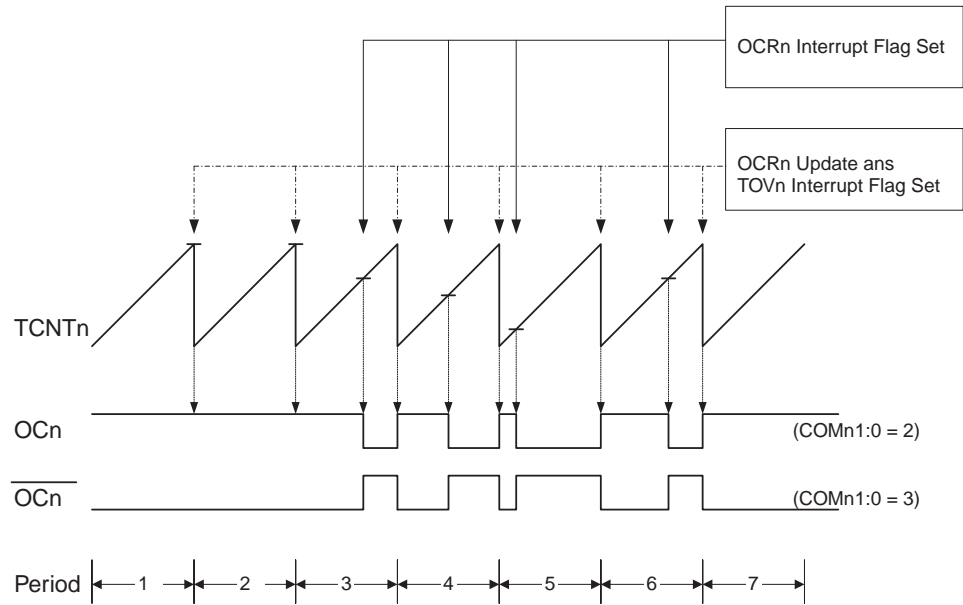 OCRn Interrupt Flag Set
OCRn Update ans
TOVn Interrupt Flag Set
TCNTn
OCn
(COMn1:0 = 2)
OCn
(COMn1:0 = 3)
Period
1
2
3
4
5
6
7